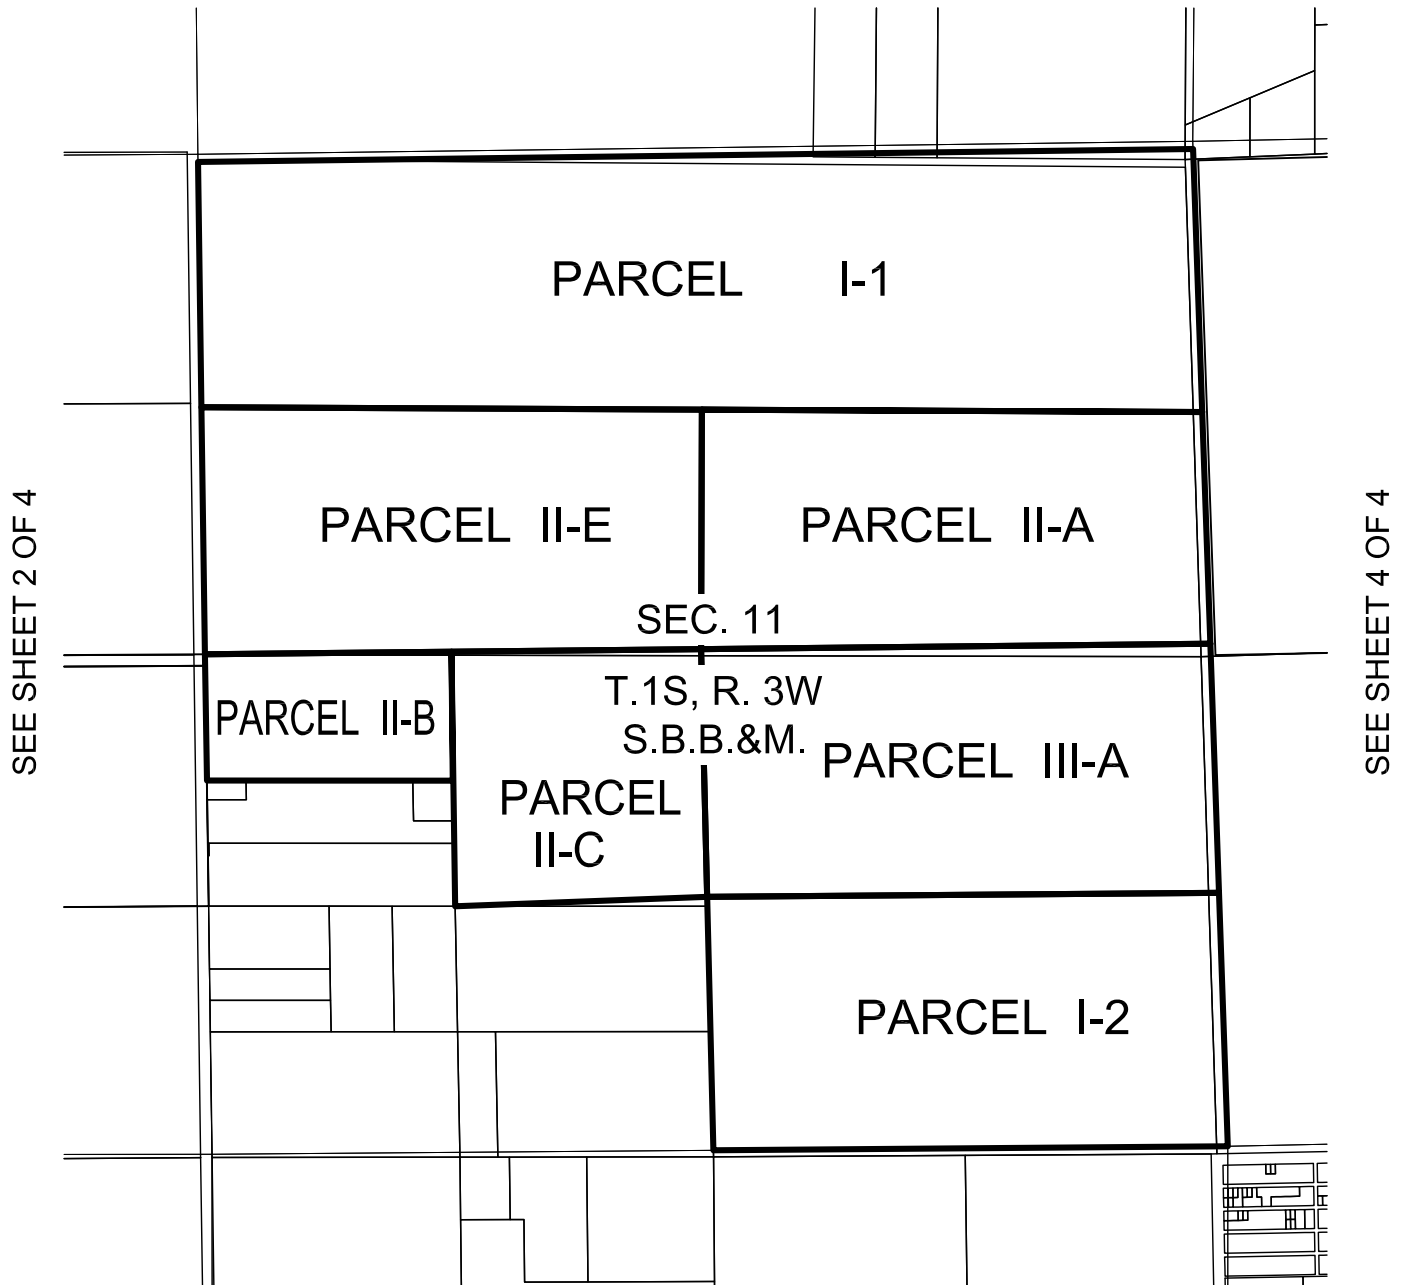 PARCEL I-1
SEE SHEET 2 OF 4
PARCEL II-E
PARCEL II-A
SEE SHEET 4 OF 4
SEC. 11
T.1S, R. 3W
S.B.B.&M.
PARCEL II-B
PARCEL III-A
PARCEL
II-C
PARCEL I-2